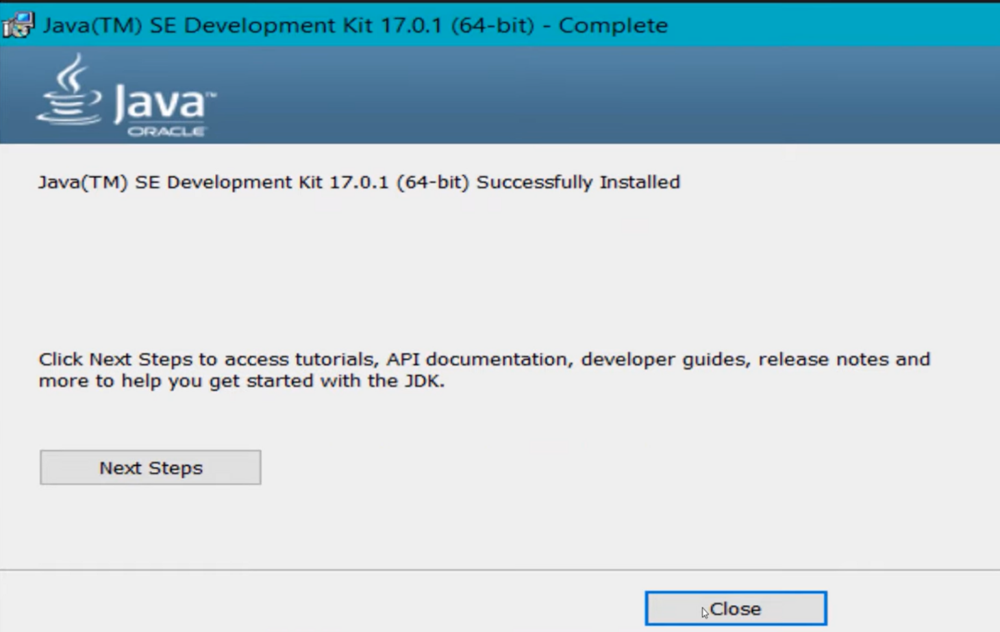 Java(TM) SE Development Kit 17.0.1 (64-bit) - Complete
Java™
ORACLE
Java(TM) SE Development Kit 17.0.1 (64-bit) Successfully Installed
Click Next Steps to access tutorials, API documentation, developer guides, release notes and
more to help you get started with the JDK.
Next Steps
Close